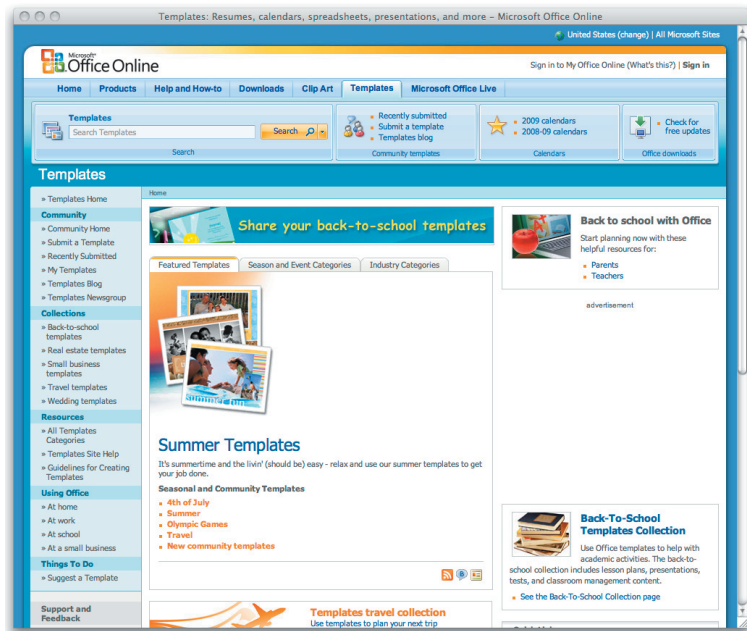 Templates: Resumes, calendars, spreadsheets, presentations, and more – Microsoft Office Online
United States (change) | All Microsoft Sites
Microsoft®
Office Online
Sign in to My Office Online (What's this?) | Sign in
Home Products Help and How-to Downloads Clip Art Templates Microsoft Office Live
Templates
Search Templates
Search
Search
Recently submitted
Submit a template
Templates blog
Community templates
2009 calendars
2008-09 calendars
Calendars
Check for
free updates
Office downloads
Templates
» Templates Home
Community
» Community Home
» Submit a Template
» Recently Submitted
» My Templates
» Templates Blog
» Templates Newsgroup
Collections
» Back-to-school
templates
» Real estate templates
» Small business
templates
» Travel templates
» Wedding templates
Resources
» All Templates
Categories
» Templates Site Help
» Guidelines for Creating
Templates
Using Office
» At home
» At work
» At school
» At a small business
Things To Do
» Suggest a Template
Support and
Feedback
Home
Share your back-to-school templates
Featured Templates Season and Event Categories Industry Categories
summer fun
Summer Templates
It's summertime and the livin' (should be) easy - relax and use our summer templates to get
your job done.
Seasonal and Community Templates
4th of July
Summer
Olympic Games
Travel
New community templates
Templates travel collection
Use templates to plan your next trip
Back to school with Office
Start planning now with these
helpful resources for:
Parents
Teachers
advertisement
Back-To-School
Templates Collection
Use Office templates to help with
academic activities. The back-to-
school collection includes lesson plans, presentations,
tests, and classroom management content.
See the Back-To-School Collection page